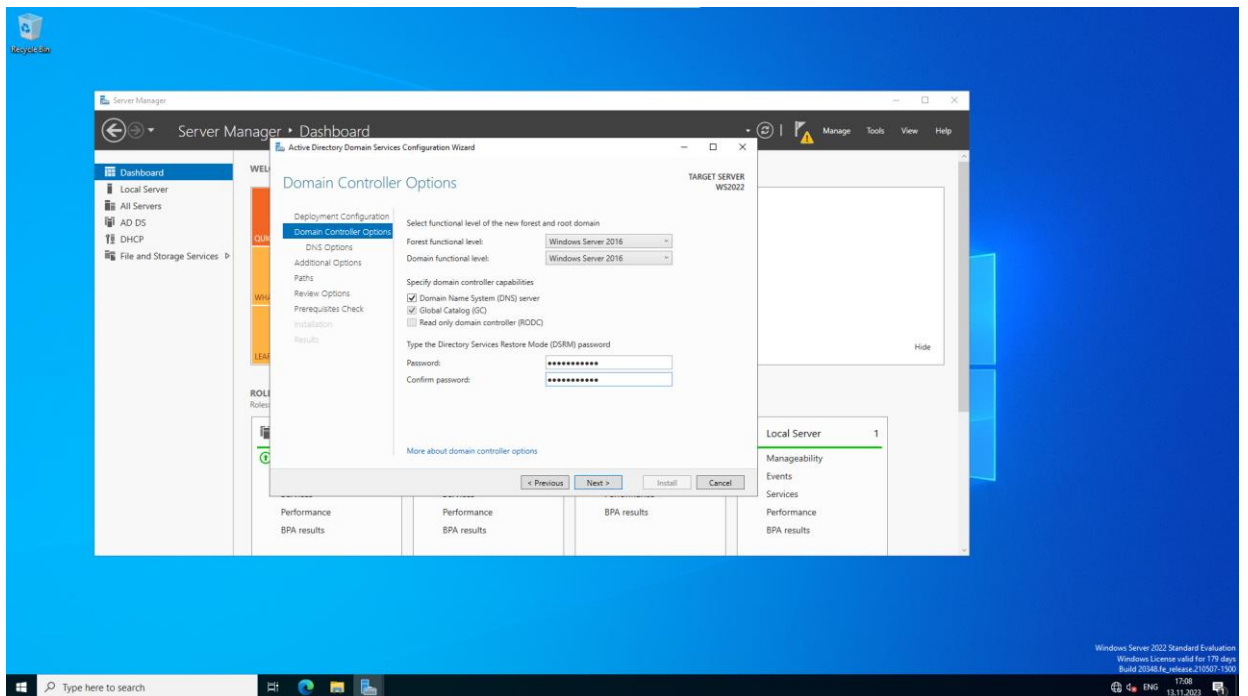 Recycle Bin
Server Manager
Server Manager • Dashboard
Manage Tools View Help
Active Directory Domain Services Configuration Wizard
Domain Controller Options
TARGET SERVER
WS2022
Dashboard
Local Server
All Servers
AD DS
DHCP
File and Storage Services
WEL
QUI
WHA
LEAR
Deployment Configuration
Domain Controller Options
DNS Options
Additional Options
Paths
Review Options
Prerequisites Check
Installation
Results
Select functional level of the new forest and root domain
Forest functional level: Windows Server 2016
Domain functional level: Windows Server 2016
Specify domain controller capabilities
Domain Name System (DNS) server
Global Catalog (GC)
Read only domain controller (RODC)
Type the Directory Services Restore Mode (DSRM) password
Password: •••••••••••
Confirm password: •••••••••••
More about domain controller options
< Previous Next > Install Cancel
Hide
ROLE
Roles:
Performance
BPA results
Performance
BPA results
BPA results
Local Server 1
Manageability
Events
Services
Performance
BPA results
Windows Server 2022 Standard Evaluation
Windows License valid for 179 days
Build 20348.fe_release.210507-1500
Type here to search
ENG
17:08
13.11.2023